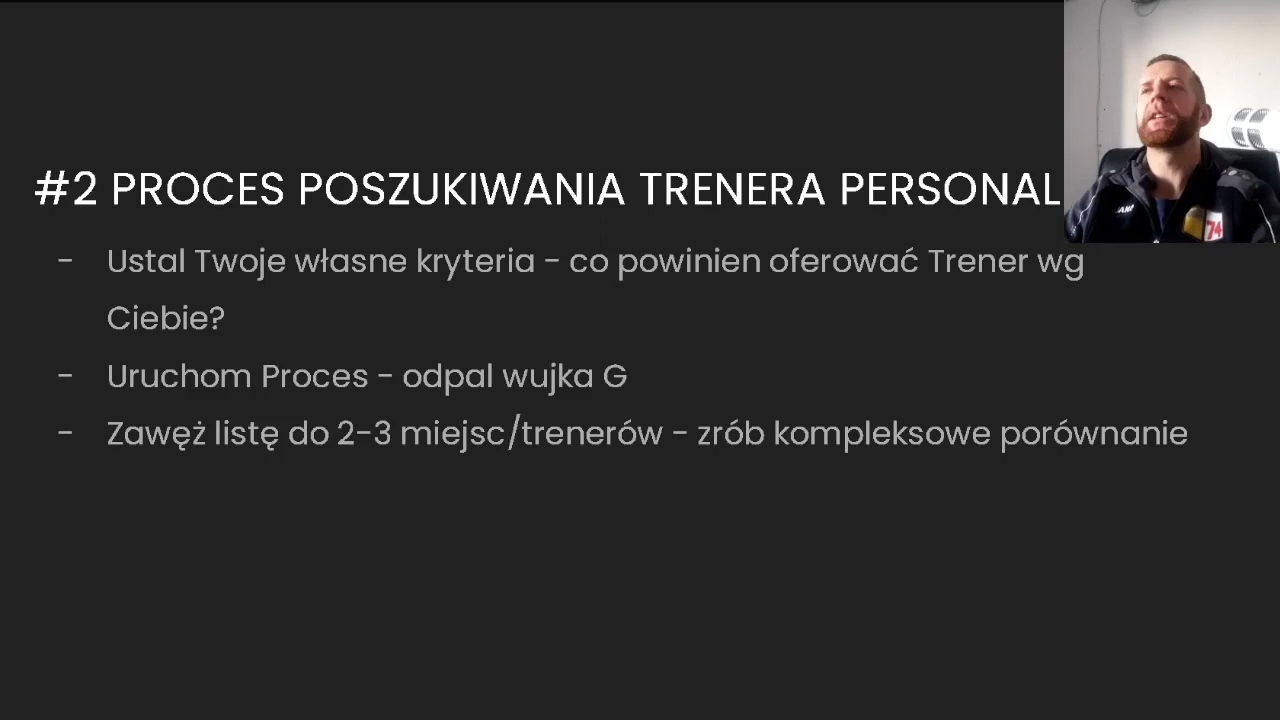 #2 PROCES POSZUKIWANIA TRENERA PERSONAL
- Ustal Twoje własne kryteria - co powinien oferować Trener wg
Ciebie?
- Uruchom Proces - odpal wujka G
- Zawęż listę do 2-3 miejsc/trenerów - zrób kompleksowe porównanie
74